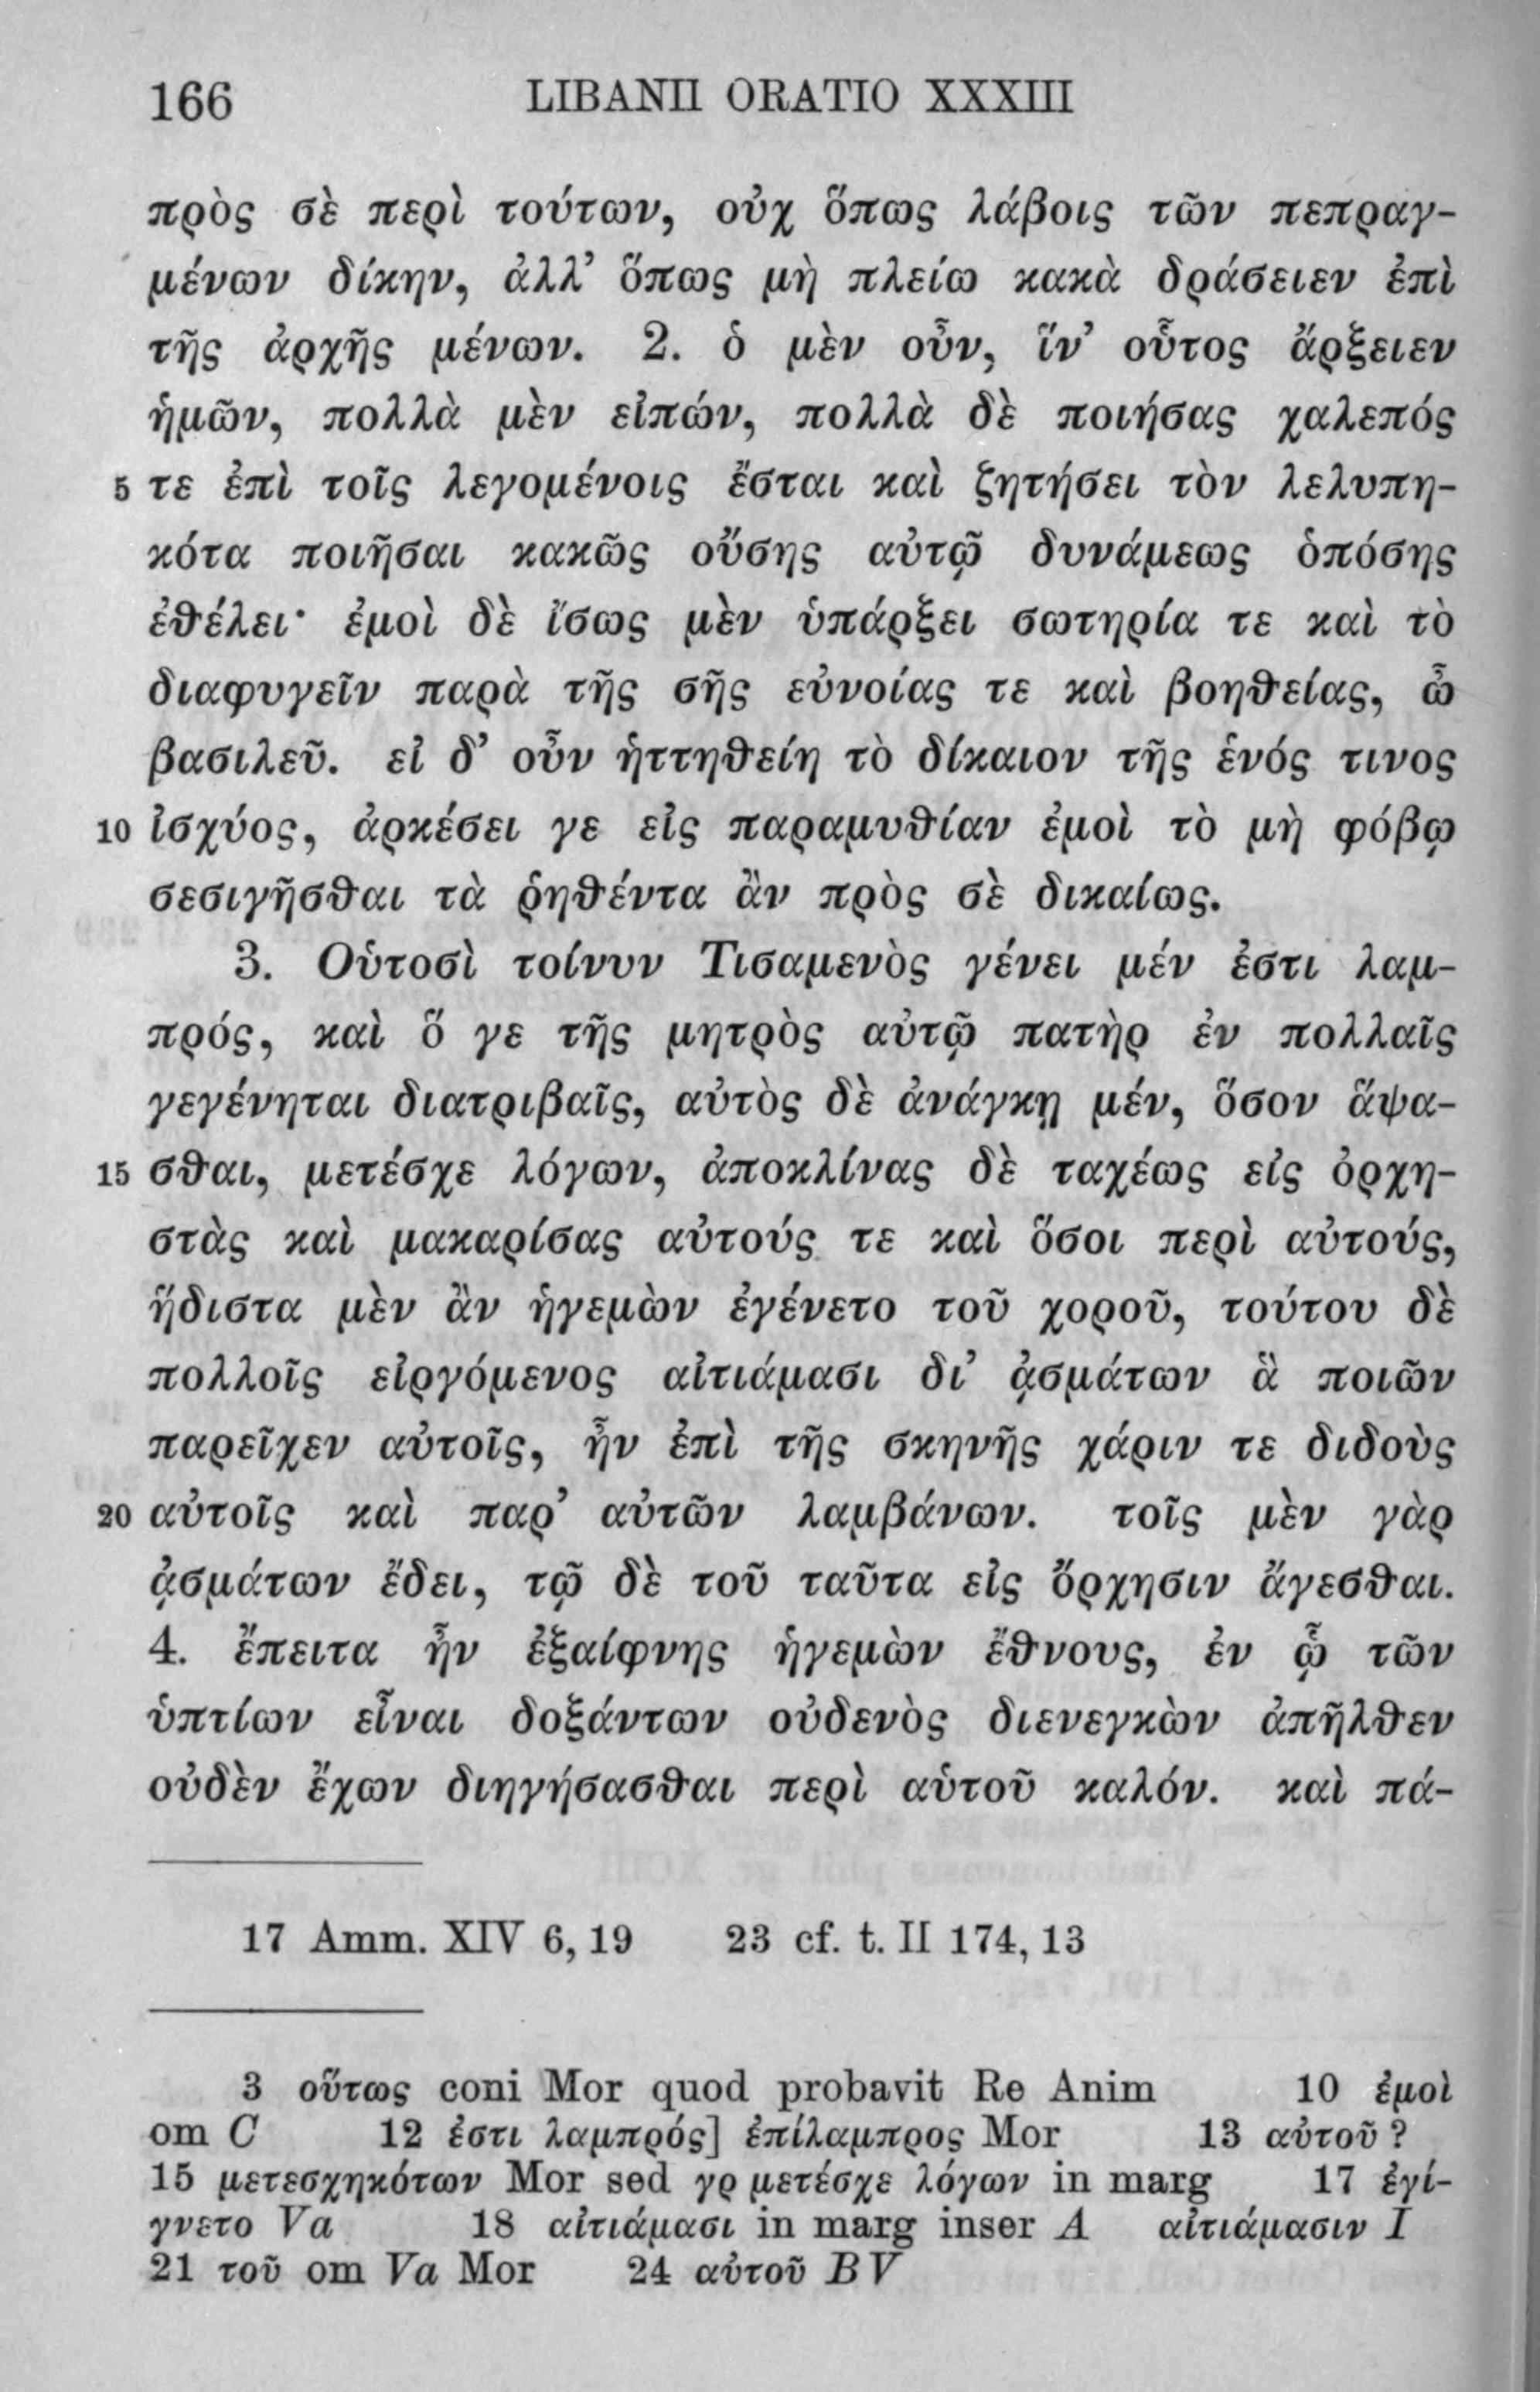 166 LIBANII ORATIO XXXIII
πρὸς σὲ περὶ τούτων, οὐχ ὅπως λάβοις τῶν πεπραγ-
μένων δίκην, ἀλλ’ ὅπως μὴ πλείω κακὰ δράσειεν ἐπὶ
τῆς ἀρχῆς μένων. 2. ὁ μὲν οὖν, ἵν’ οὗτος ἄρξειεν
ἡμῶν, πολλὰ μὲν εἰπών, πολλὰ δὲ ποιήσας χαλεπός
5 τε ἐπὶ τοῖς λεγομένοις ἔσται καὶ ζητήσει τὸν λελυπη-
κότα ποιῆσαι κακῶς οὔσης αὐτῷ δυνάμεως ὁπόσης
ἐθέλει· ἐμοὶ δὲ ἴσως μὲν ὑπάρξει σωτηρία τε καὶ τὸ
διαφυγεῖν παρὰ τῆς σῆς εὐνοίας τε καὶ βοηθείας, ὦ
βασιλεῦ. εἰ δ’ οὖν ἡττηθείη τὸ δίκαιον τῆς ἑνός τινος
10 ἰσχύος, ἀρκέσει γε εἰς παραμυθίαν ἐμοὶ τὸ μὴ φόβῳ
σεσιγῆσθαι τὰ ῥηθέντα ἂν πρὸς σὲ δικαίως.
3. Οὑτοσὶ τοίνυν Τισαμενὸς γένει μέν ἐστι λαμ-
πρός, καὶ ὅ γε τῆς μητρὸς αὐτῷ πατὴρ ἐν πολλαῖς
γεγένηται διατριβαῖς, αὐτὸς δὲ ἀνάγκῃ μέν, ὅσον ἅψα-
15 σθαι, μετέσχε λόγων, ἀποκλίνας δὲ ταχέως εἰς ὀρχη-
στὰς καὶ μακαρίσας αὐτούς τε καὶ ὅσοι περὶ αὐτούς,
ἥδιστα μὲν ἂν ἡγεμὼν ἐγένετο τοῦ χοροῦ, τούτου δὲ
πολλοῖς εἰργόμενος αἰτιάμασι δι’ ᾀσμάτων ἃ ποιῶν
παρεῖχεν αὐτοῖς, ἦν ἐπὶ τῆς σκηνῆς χάριν τε διδοὺς
20 αὐτοῖς καὶ παρ’ αὐτῶν λαμβάνων. τοῖς μὲν γὰρ
ᾀσμάτων ἔδει, τῷ δὲ τοῦ ταῦτα εἰς ὄρχησιν ἄγεσθαι.
4. ἔπειτα ἦν ἐξαίφνης ἡγεμὼν ἔθνους, ἐν ᾧ τῶν
ὑπτίων εἶναι δοξάντων οὐδενὸς διενεγκὼν ἀπῆλθεν
οὐδὲν ἔχων διηγήσασθαι περὶ αὑτοῦ καλόν. καὶ πά-
17 Amm. XIV 6, 19 23 cf. t. II 174, 13
3 οὕτως coni Mor quod probavit Re Anim 10 ἐμοὶ
om C 12 ἐστι λαμπρός] ἐπίλαμπρος Mor 13 αὐτοῦ?
15 μετεσχηκότων Mor sed γρ μετέσχε λόγων in marg 17 ἐγί-
γνετο Va 18 αἰτιάμασι in marg inser A αἰτιάμασιν I
21 τοῦ om Va Mor 24 αὐτοῦ BV